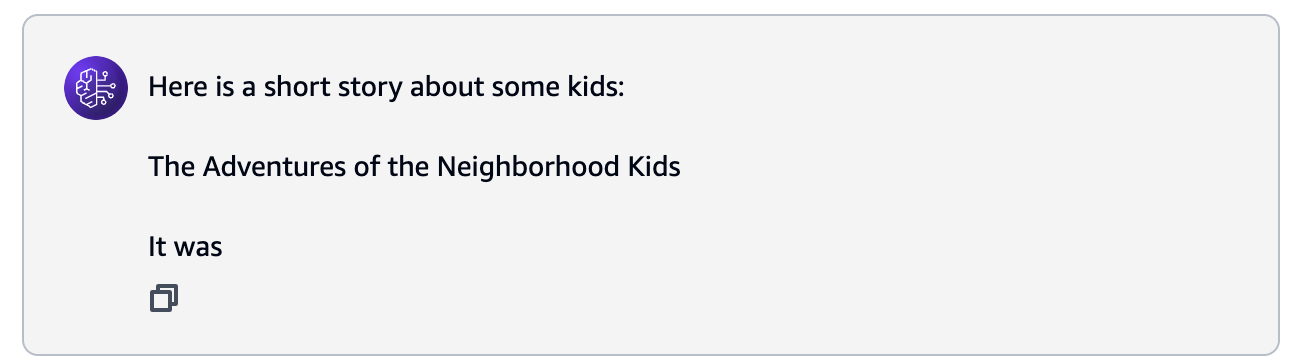 Here is a short story about some kids:
The Adventures of the Neighborhood Kids
It was